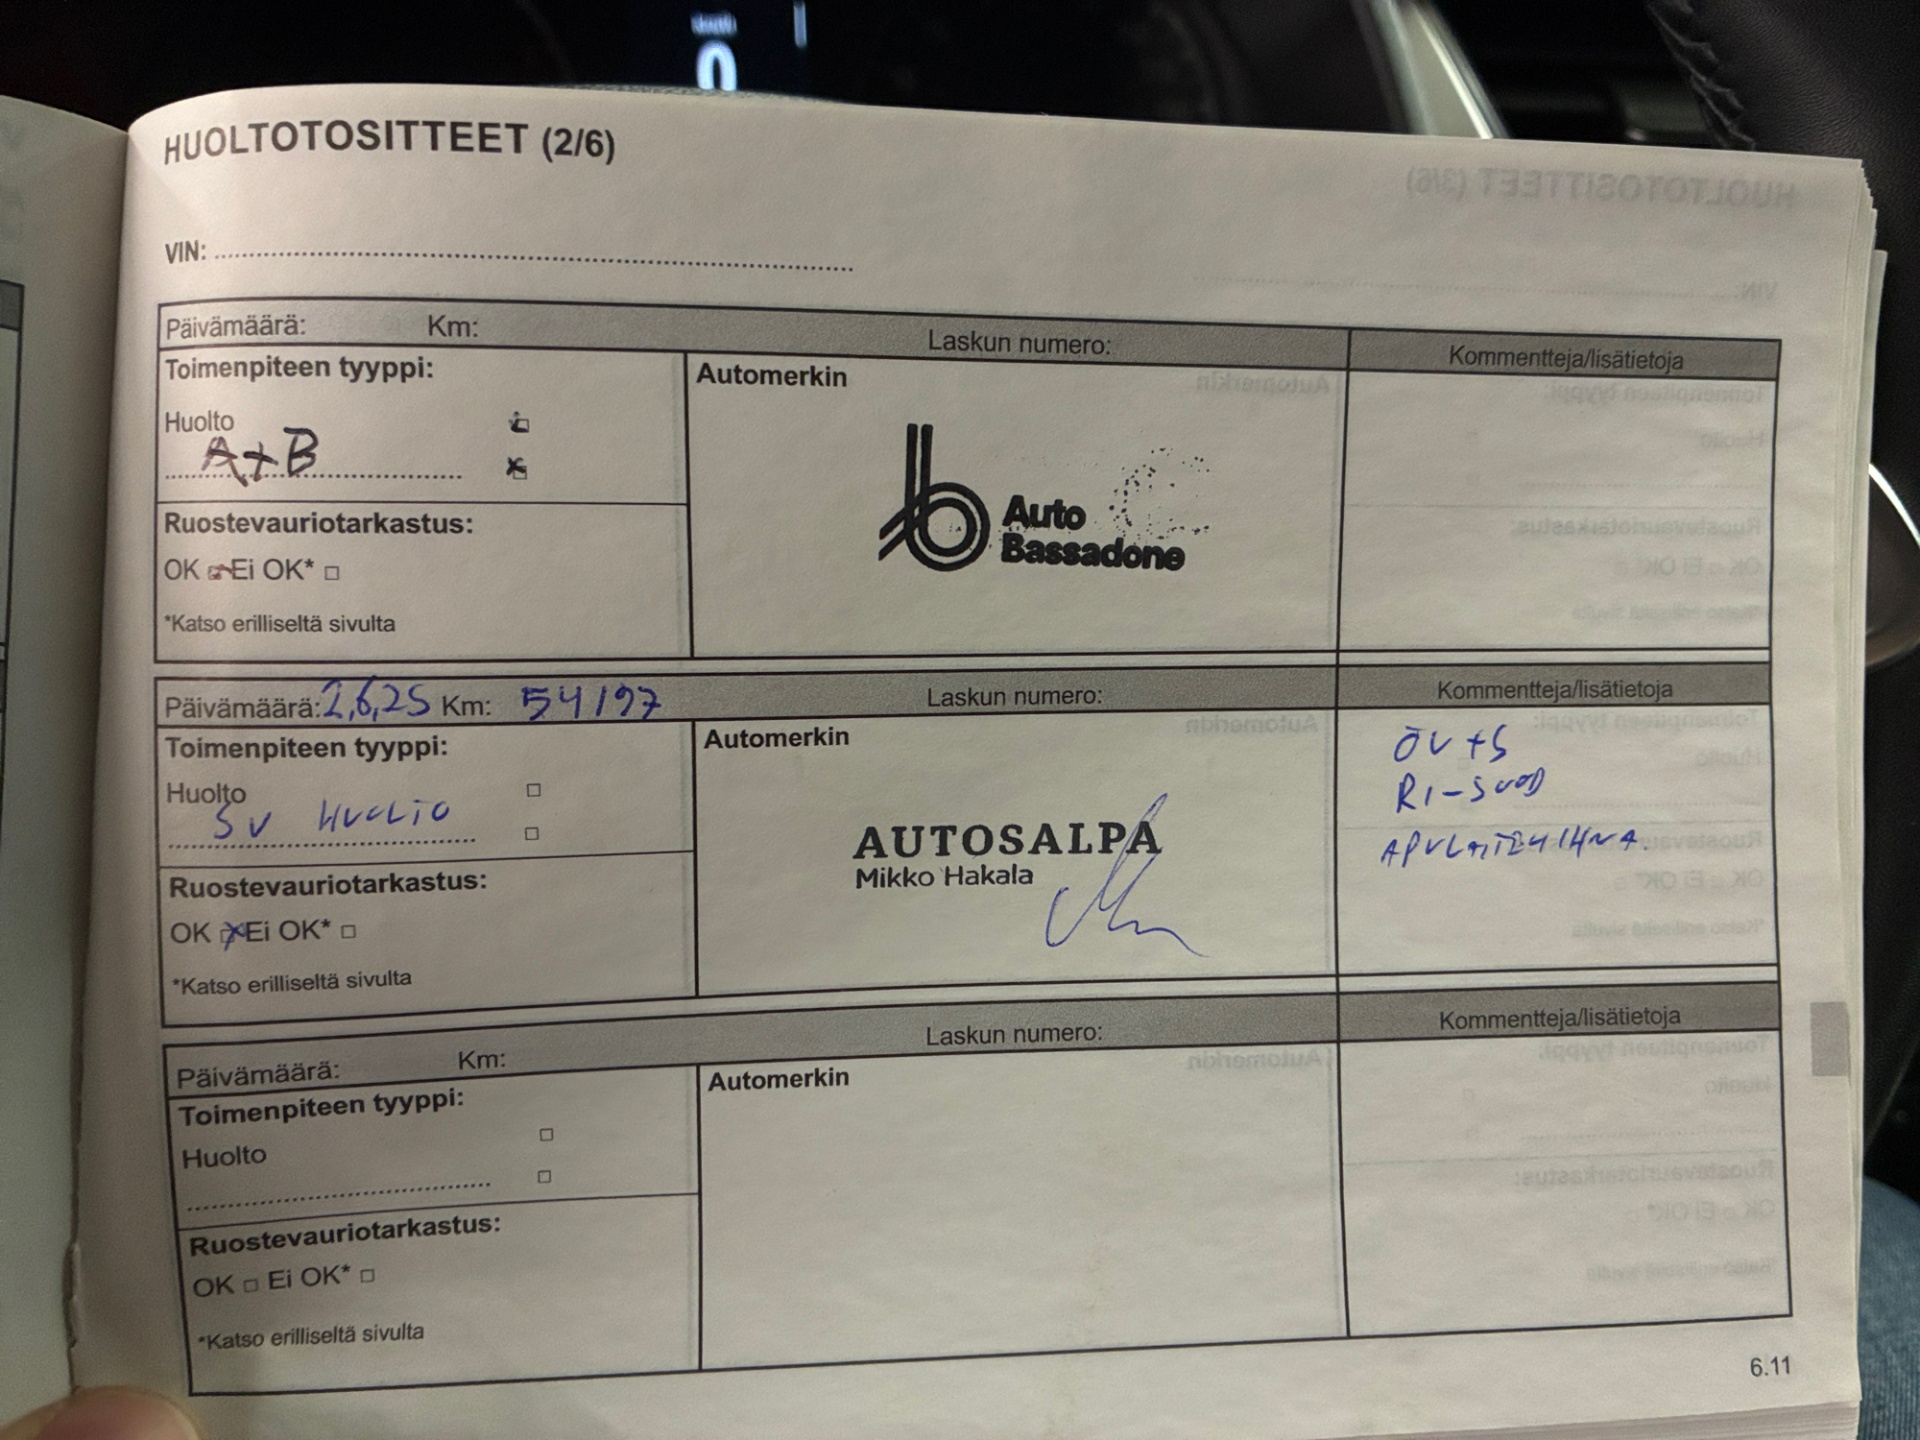 HUOLTOTOSITTEET (2/6)
VIN:
Päivämäärä: Km: Laskun numero: Kommentteja/lisätietoja
Toimenpiteen tyyppi:
Automerkin
Huolto
A+B
Auto
Bassadone
Ruostevauriotarkastus:
OK □ Ei OK* □
*Katso erilliseltä sivulta
Päivämäärä: 2,6,25 Km: 54197 Laskun numero: Kommentteja/lisätietoja
Toimenpiteen tyyppi:
Automerkin
Huolto
SV HUOLTO
AUTOSALPA
Mikko Hakala
ÖV+S
RI-SUOD
Ruostevauriotarkastus:
OK □ Ei OK* □
*Katso erilliseltä sivulta
Päivämäärä: Km: Laskun numero: Kommentteja/lisätietoja
Toimenpiteen tyyppi:
Automerkin
Huolto
Ruostevauriotarkastus:
OK □ Ei OK* □
*Katso erilliseltä sivulta
6.11